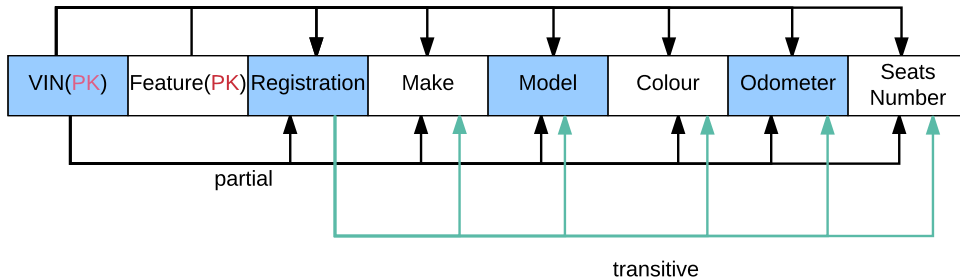 VIN(PK)
Feature(PK)
Registration
Make
Model
Colour
Odometer
Seats
Number
partial
transitive